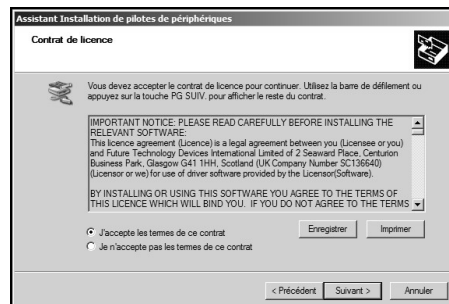 Assistant Installation de pilotes de périphériques
Contrat de licence
Vous devez accepter le contrat de licence pour continuer. Utilisez la barre de défilement ou
appuyez sur la touche PG SUIV. pour afficher le reste du contrat.
IMPORTANT NOTICE: PLEASE READ CAREFULLY BEFORE INSTALLING THE
RELEVANT SOFTWARE:
This licence agreement (Licence) is a legal agreement between you (Licensee or you)
and Future Technology Devices International Limited of 2 Seaward Place, Centurion
Business Park, Glasgow G41 1HH, Scotland (UK Company Number SC136640)
(Licensor or we) for use of driver software provided by the Licensor(Software).
BY INSTALLING OR USING THIS SOFTWARE YOU AGREE TO THE TERMS OF
THIS LICENCE WHICH WILL BIND YOU. IF YOU DO NOT AGREE TO THE TERMS
J'accepte les termes de ce contrat
Enregistrer
Imprimer
Je n'accepte pas les termes de ce contrat
< Précédent
Suivant >
Annuler